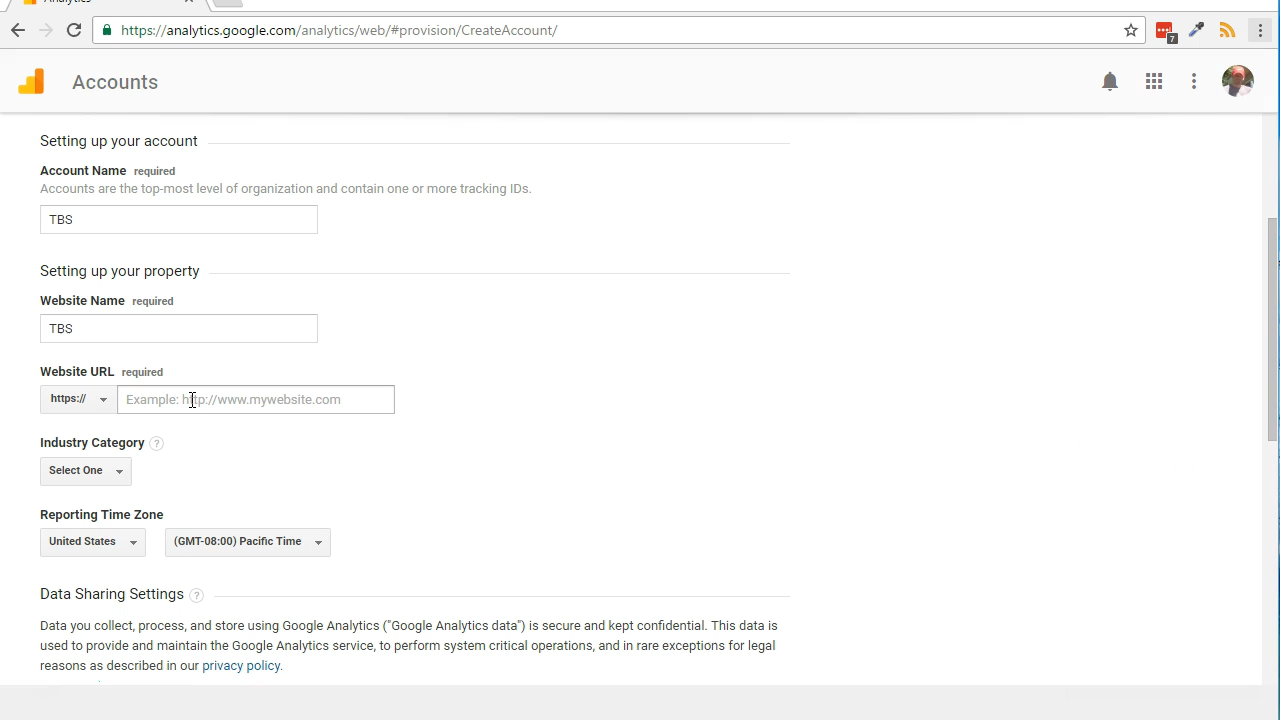 Analytics
https://analytics.google.com/analytics/web/#provision/CreateAccount/
7
Accounts
Setting up your account
Account Name required
Accounts are the top-most level of organization and contain one or more tracking IDs.
TBS
Setting up your property
Website Name required
TBS
Website URL required
https:// Example: http://www.mywebsite.com
Industry Category ?
Select One
Reporting Time Zone
United States (GMT-08:00) Pacific Time
Data Sharing Settings ?
Data you collect, process, and store using Google Analytics ("Google Analytics data") is secure and kept confidential. This data is
used to provide and maintain the Google Analytics service, to perform system critical operations, and in rare exceptions for legal
reasons as described in our privacy policy.